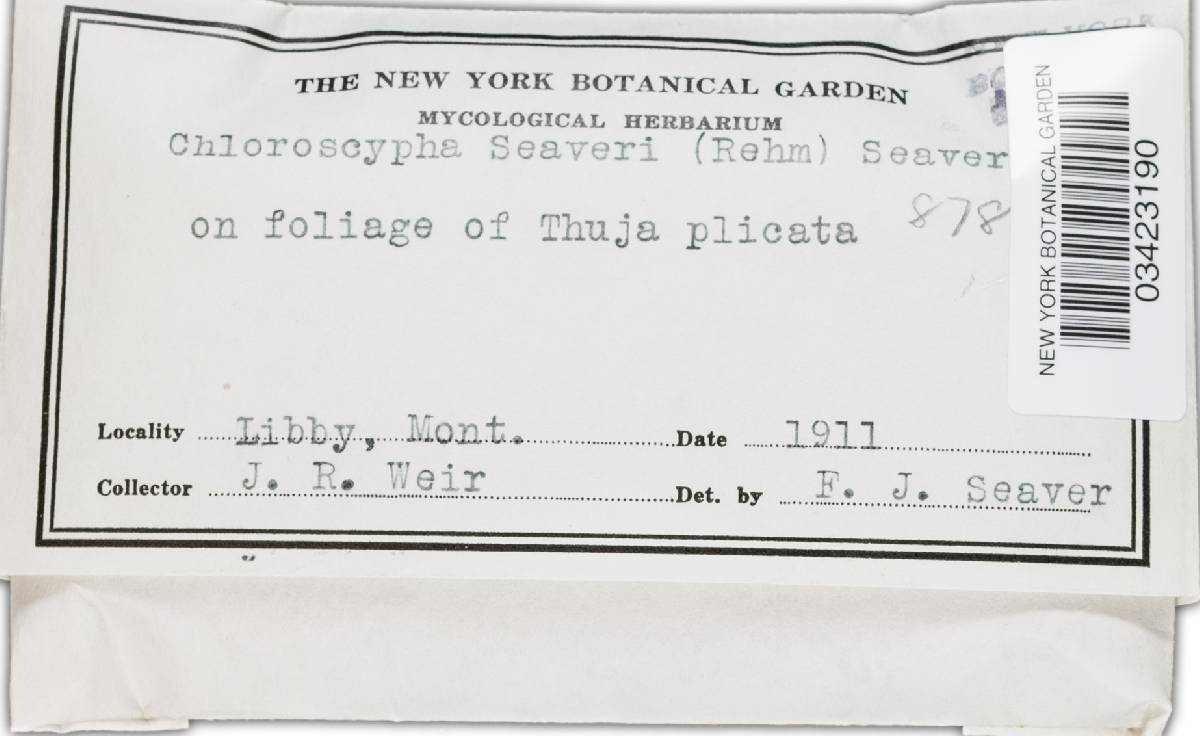 THE NEW YORK BOTANICAL GARDEN
MYCOLOGICAL HERBARIUM
Chloroscypha Seaveri (Rehm) Seaver
on foliage of Thuja plicata 878
Locality Libby, Mont. Date 1911
Collector J. R. Weir Det. by F. J. Seaver
NEW YORK BOTANICAL GARDEN
03423190